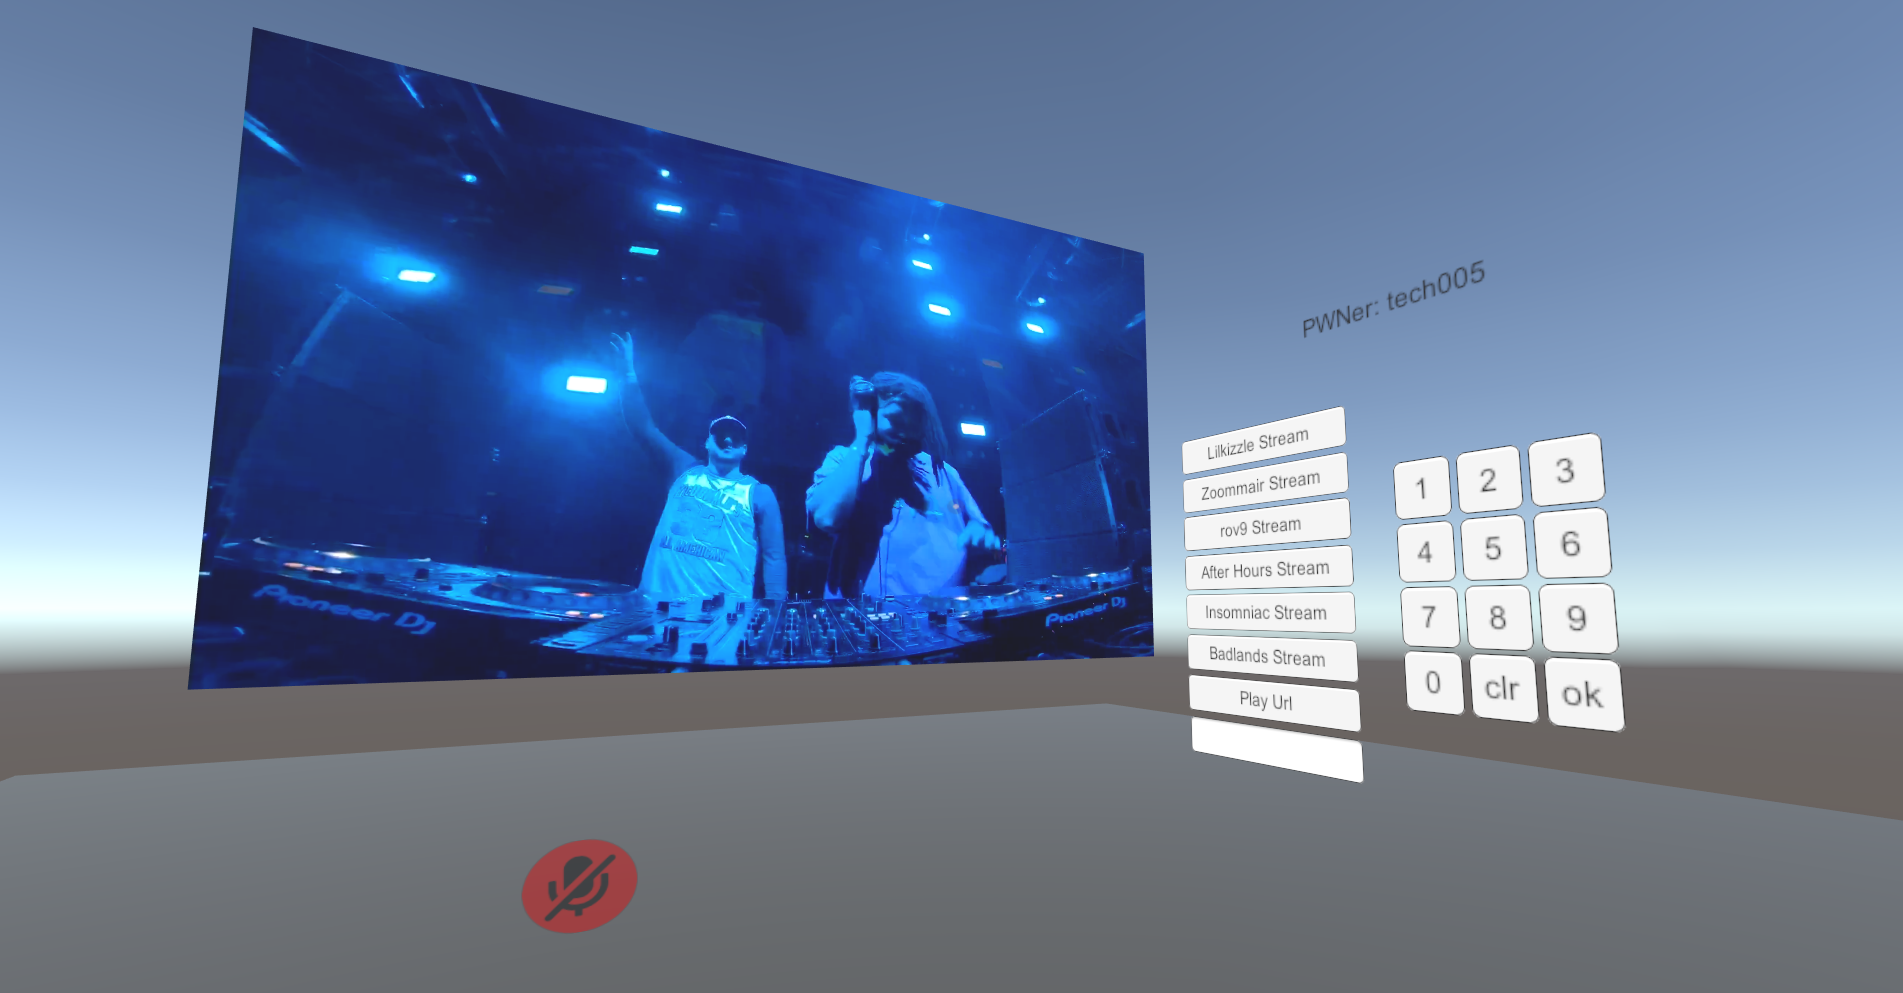 PWNer: tech005
Lilkizzle Stream
Zoommair Stream
rov9 Stream
After Hours Stream
Insomniac Stream
Badlands Stream
Play Url
1 2 3
4 5 6
7 8 9
0 clr ok
Pioneer DJ
Pioneer DJ